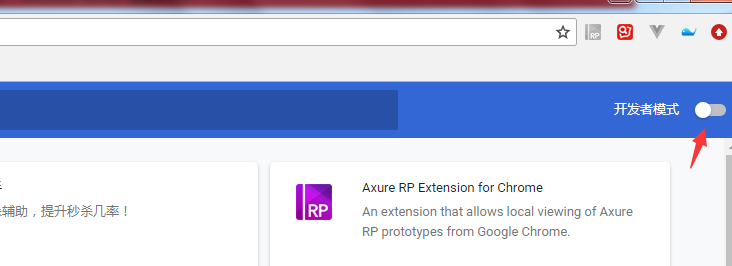 RP
开发者模式
辅助，提升秒杀几率！
RP
Axure RP Extension for Chrome
An extension that allows local viewing of Axure
RP prototypes from Google Chrome.